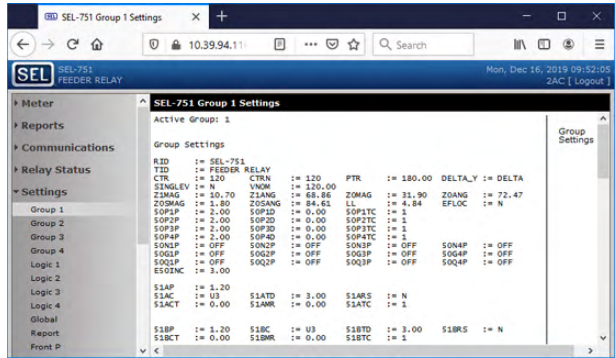 SEL SEL-751 Group 1 Settings
10.39.94.11
Search
SEL
SEL-751
FEEDER RELAY
Mon, Dec 16, 2019 09:52:05
2AC [ Logout ]
Meter
Reports
Communications
Relay Status
Settings
Group 1
Group 2
Group 3
Group 4
Logic 1
Logic 2
Logic 3
Logic 4
Global
Report
Front P
SEL-751 Group 1 Settings
Active Group: 1
Group Settings
RID := SEL-751
TID := FEEDER RELAY
CTR := 120 CTRN := 120 PTR := 180.00 DELTA_Y := DELTA
SINGLEV := N VNOM := 120.00
Z1MAG := 10.70 Z1ANG := 68.86 Z0MAG := 31.90 Z0ANG := 72.47
Z0SMAG := 1.80 Z0SANG := 84.61 LL := 4.84 EFLOC := N
50P1P := 2.00 50P1D := 0.00 50P1TC := 1
50P2P := 2.00 50P2D := 0.00 50P2TC := 1
50P3P := 2.00 50P3D := 0.00 50P3TC := 1
50P4P := 2.00 50P4D := 0.00 50P4TC := 1
50N1P := OFF 50N2P := OFF 50N3P := OFF 50N4P := OFF
50G1P := OFF 50G2P := OFF 50G3P := OFF 50G4P := OFF
50Q1P := OFF 50Q2P := OFF 50Q3P := OFF 50Q4P := OFF
E50INC := 3.00
51AP := 1.20
51AC := U3 51ATD := 3.00 51ARS := N
51ACT := 0.00 51AMR := 0.00 51ATC := 1
51BP := 1.20 51BC := U3 51BTD := 3.00 51BRS := N
51BCT := 0.00 51BMR := 0.00 51BTC := 1
Group
Settings